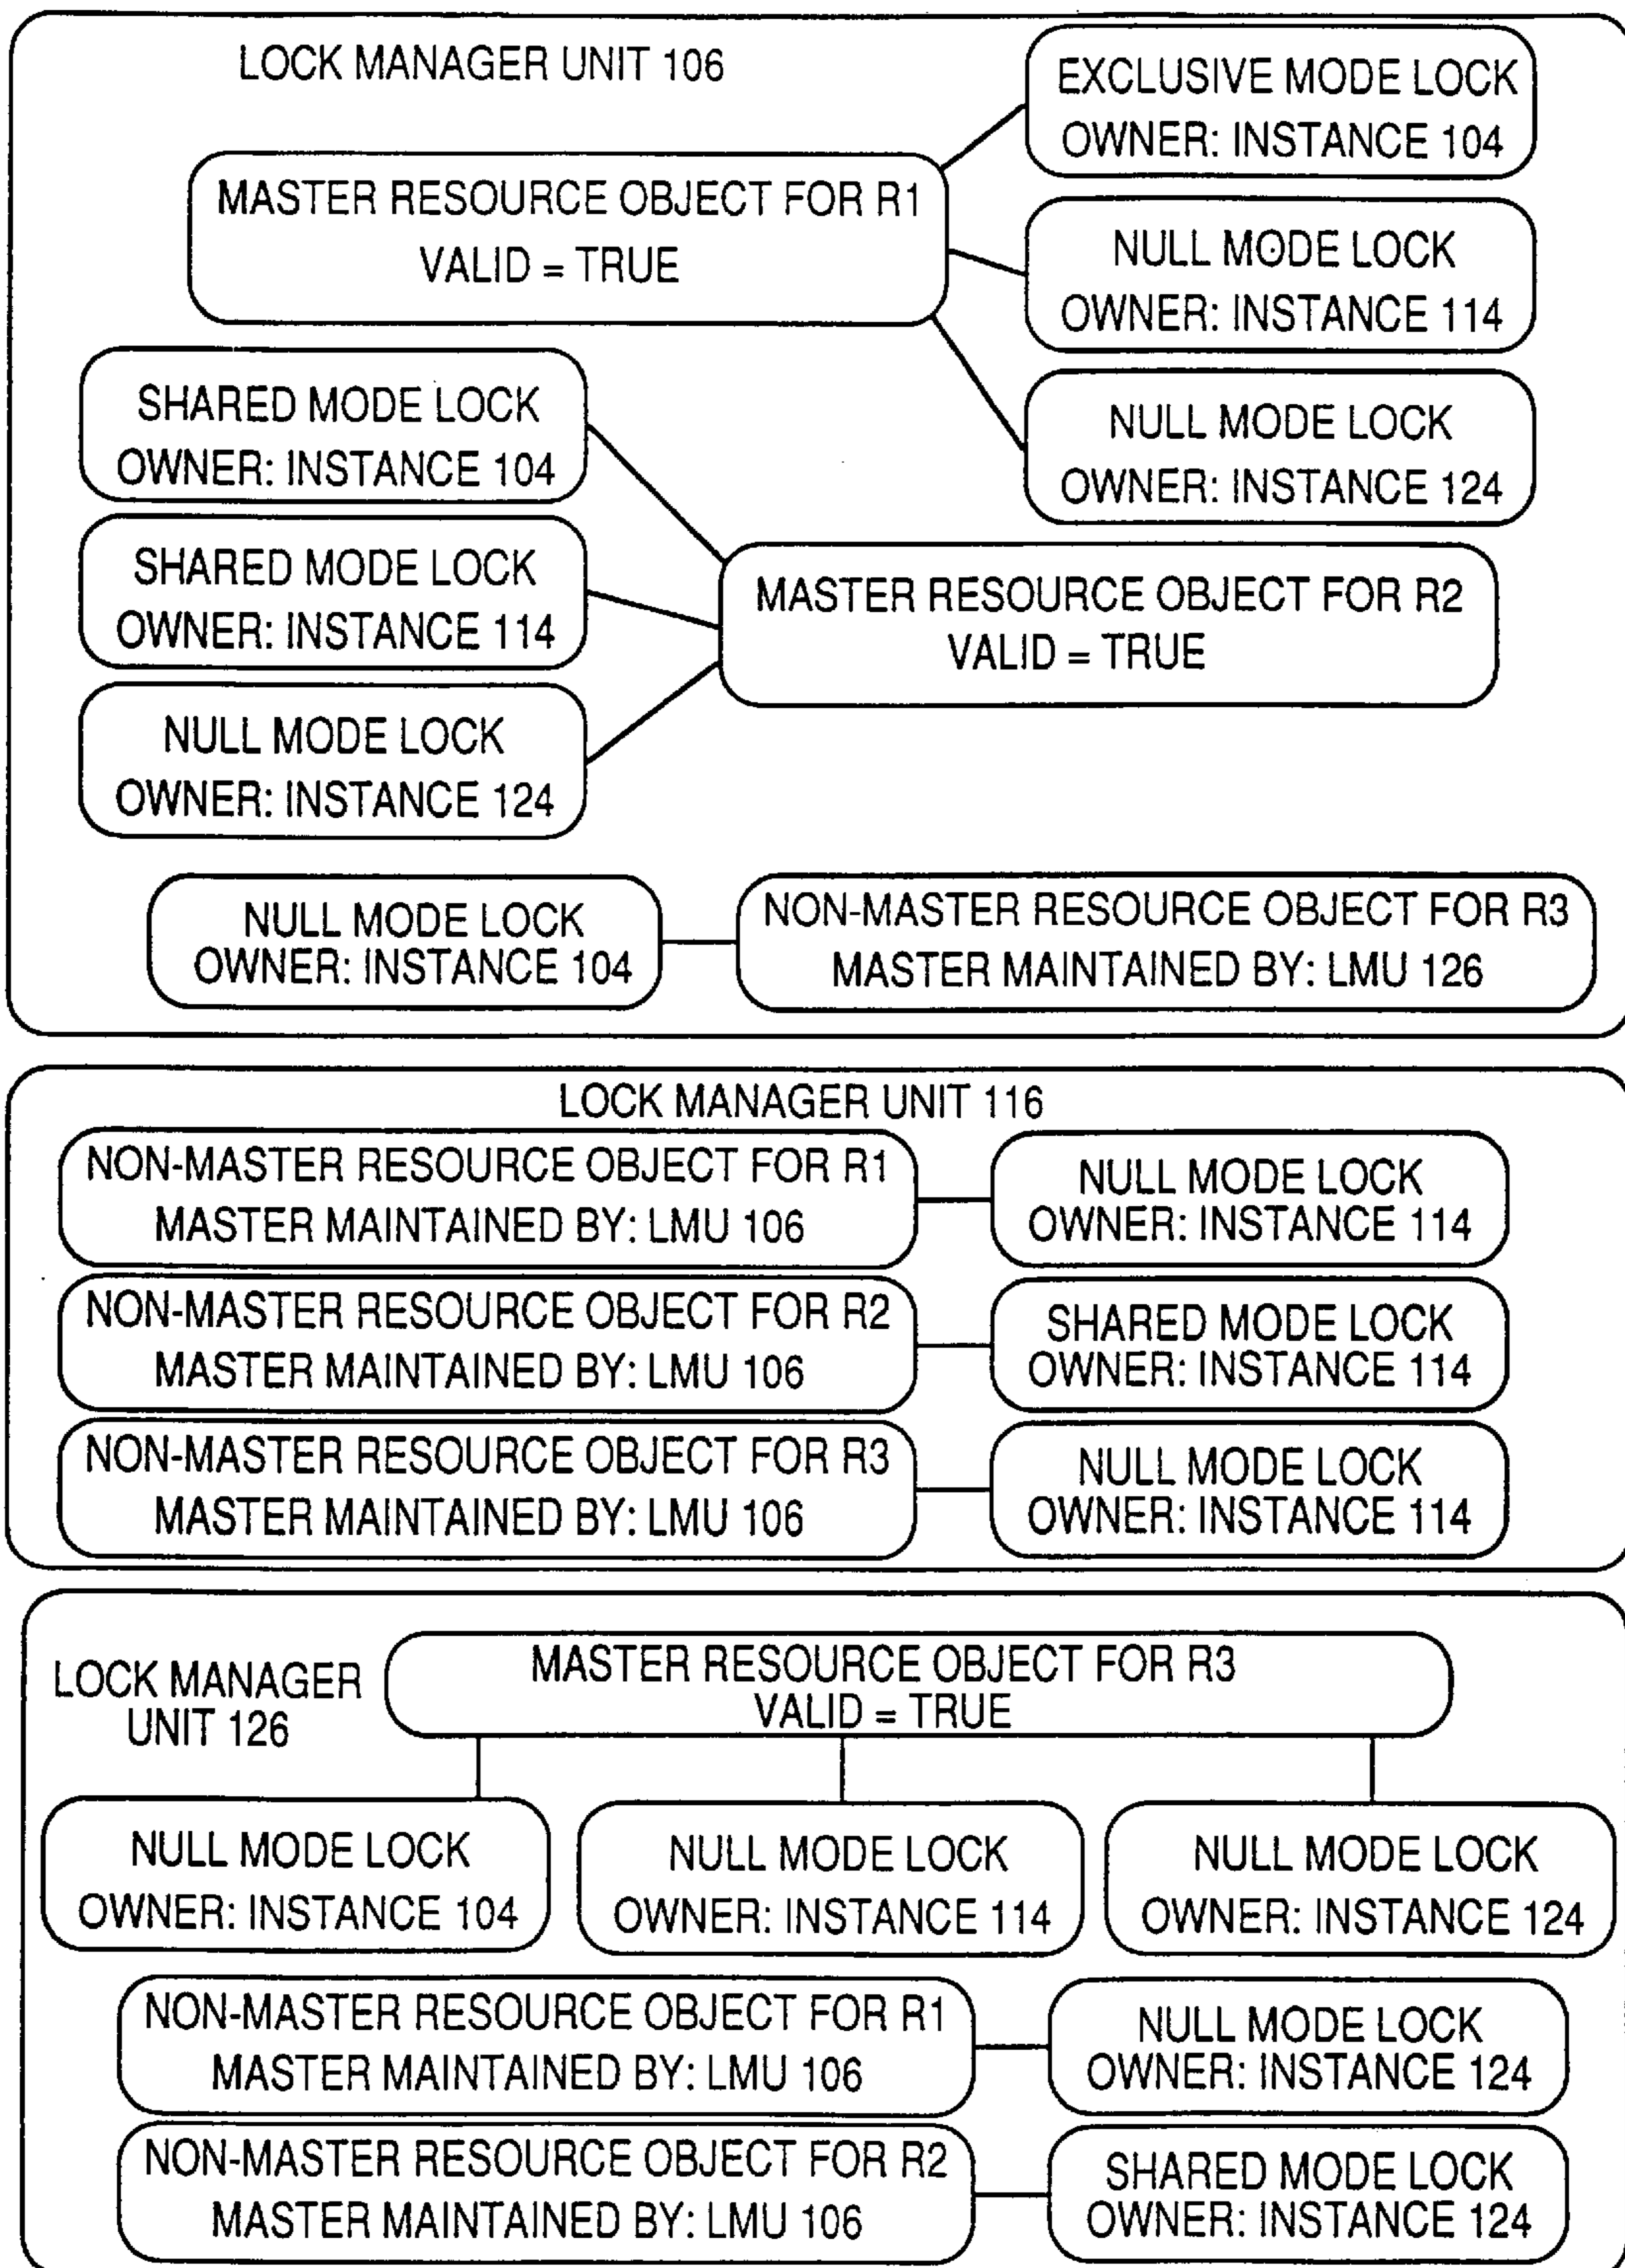 LOCK MANAGER UNIT 106
EXCLUSIVE MODE LOCK
OWNER: INSTANCE 104
MASTER RESOURCE OBJECT FOR R1
VALID = TRUE
NULL MODE LOCK
OWNER: INSTANCE 114
NULL MODE LOCK
OWNER: INSTANCE 124
SHARED MODE LOCK
OWNER: INSTANCE 104
SHARED MODE LOCK
OWNER: INSTANCE 114
NULL MODE LOCK
OWNER: INSTANCE 124
MASTER RESOURCE OBJECT FOR R2
VALID = TRUE
NULL MODE LOCK
OWNER: INSTANCE 104
NON-MASTER RESOURCE OBJECT FOR R3
MASTER MAINTAINED BY: LMU 126
LOCK MANAGER UNIT 116
NON-MASTER RESOURCE OBJECT FOR R1
MASTER MAINTAINED BY: LMU 106
NULL MODE LOCK
OWNER: INSTANCE 114
NON-MASTER RESOURCE OBJECT FOR R2
MASTER MAINTAINED BY: LMU 106
SHARED MODE LOCK
OWNER: INSTANCE 114
NON-MASTER RESOURCE OBJECT FOR R3
MASTER MAINTAINED BY: LMU 106
NULL MODE LOCK
OWNER: INSTANCE 114
LOCK MANAGER
UNIT 126
MASTER RESOURCE OBJECT FOR R3
VALID = TRUE
NULL MODE LOCK
OWNER: INSTANCE 104
NULL MODE LOCK
OWNER: INSTANCE 114
NULL MODE LOCK
OWNER: INSTANCE 124
NON-MASTER RESOURCE OBJECT FOR R1
MASTER MAINTAINED BY: LMU 106
NULL MODE LOCK
OWNER: INSTANCE 124
NON-MASTER RESOURCE OBJECT FOR R2
MASTER MAINTAINED BY: LMU 106
SHARED MODE LOCK
OWNER: INSTANCE 124